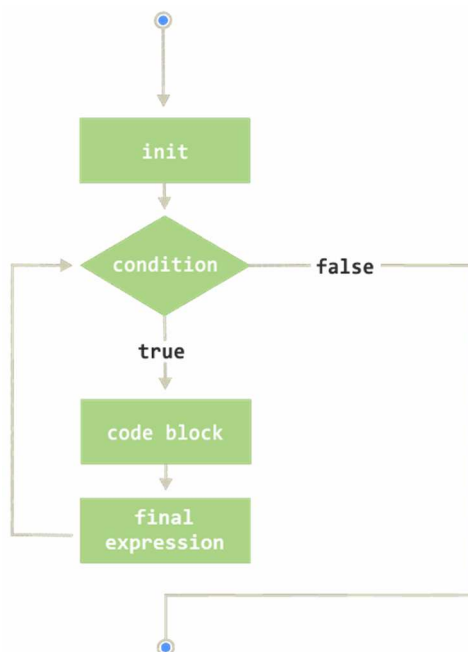 init
condition
false
true
code block
final
expression